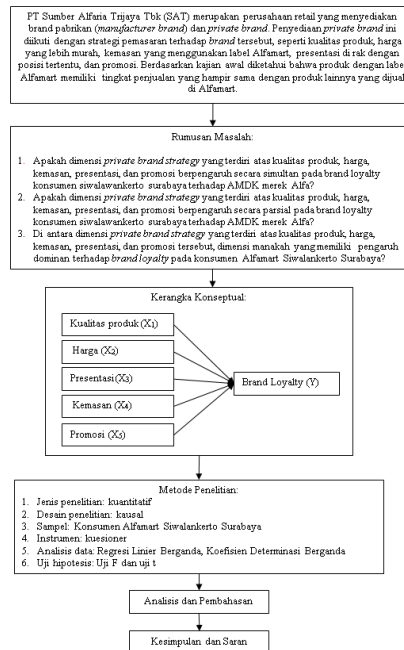 PT Sumber Alfaria Trijaya Tbk (SAT) merupakan perusahaan retail yang menyediakan
brand pabrikan (manufacturer brand) dan private brand. Penyediaan private brand ini
diikuti dengan strategi pemasaran terhadap brand tersebut, seperti kualitas produk, harga
yang lebih murah, kemasan yang menggunakan label Alfamart, presentasi di rak dengan
posisi tertentu, dan promosi. Berdasarkan kajian awal diketahui bahwa produk dengan label
Alfamart memiliki tingkat penjualan yang hampir sama dengan produk lainnya yang dijual
di Alfamart.
Rumusan Masalah:
1. Apakah dimensi private brand strategy yang terdiri atas kualitas produk, harga,
kemasan, presentasi, dan promosi berpengaruh secara simultan pada brand loyalty
konsumen siwalawankerto surabaya terhadap AMDK merek Alfa?
2. Apakah dimensi private brand strategy yang terdiri atas kualitas produk, harga,
kemasan, presentasi, dan promosi berpengaruh secara parsial pada brand loyalty
konsumen siwalawankerto surabaya terhadap AMDK merek Alfa?
3. Di antara dimensi private brand strategy yang terdiri atas kualitas produk, harga,
kemasan, presentasi, dan promosi tersebut, dimensi manakah yang memiliki pengaruh
dominan terhadap brand loyalty pada konsumen Alfamart Siwalankerto Surabaya?
Kerangka Konseptual:
Kualitas produk (X1)
Harga (X2)
Presentasi (X3)
Brand Loyalty (Y)
Kemasan (X4)
Promosi (X5)
Metode Penelitian:
1. Jenis penelitian: kuantitatif
2. Desain penelitian: kausal
3. Sampel: Konsumen Alfamart Siwalankerto Surabaya
4. Instrumen: kuesioner
5. Analisis data: Regresi Linier Berganda, Koefisien Determinasi Berganda
6. Uji hipotesis: Uji F dan uji t
Analisis dan Pembahasan
Kesimpulan dan Saran